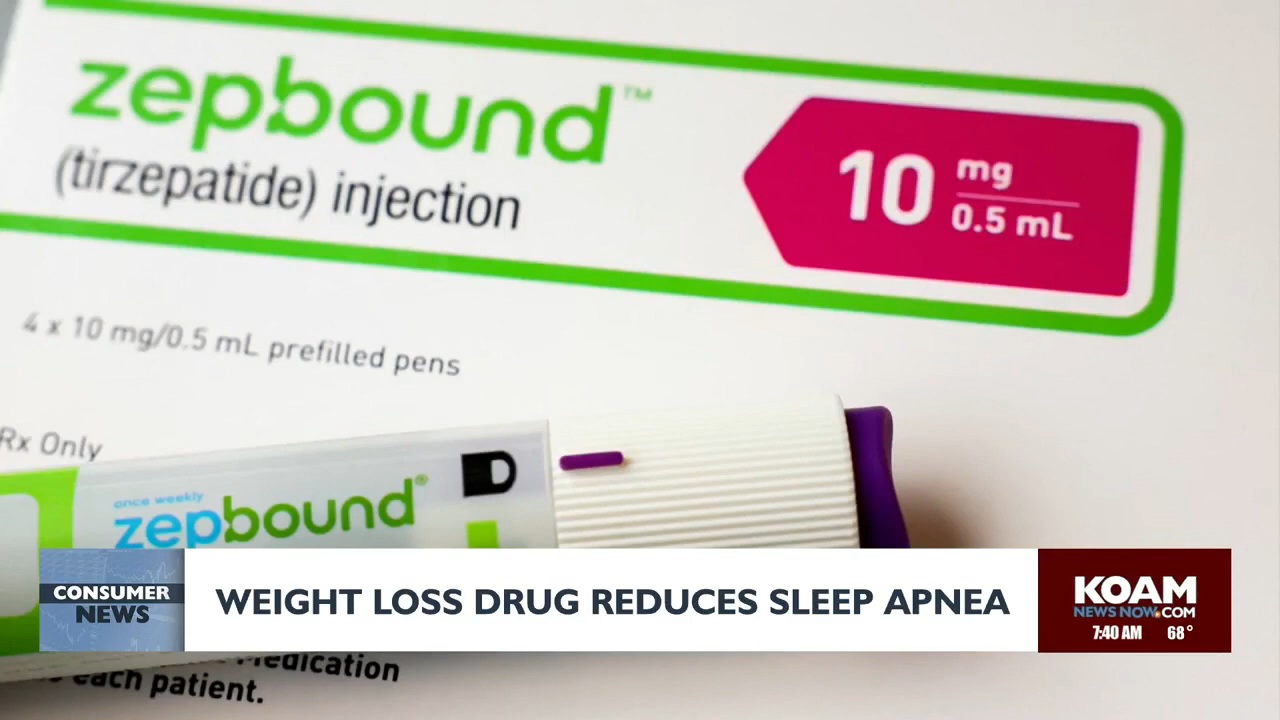 zepbound™
(tirzepatide) injection
10 mg
0.5 mL
4 x 10 mg/0.5 mL prefilled pens
Rx Only
once weekly
zepbound®
CONSUMER
NEWS
WEIGHT LOSS DRUG REDUCES SLEEP APNEA
KOAM
NEWS NOW.COM
7:40 AM 68°
each patient.